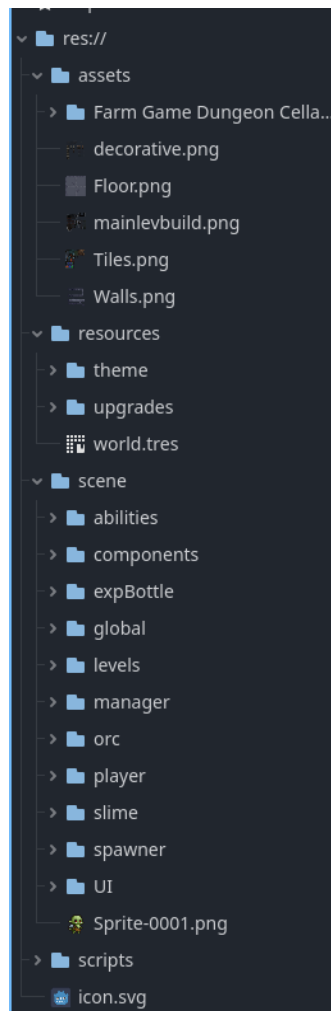 res://
assets
Farm Game Dungeon Cella...
decorative.png
Floor.png
mainlevbuild.png
Tiles.png
Walls.png
resources
theme
upgrades
world.tres
scene
abilities
components
expBottle
global
levels
manager
orc
player
slime
spawner
UI
Sprite-0001.png
scripts
icon.svg